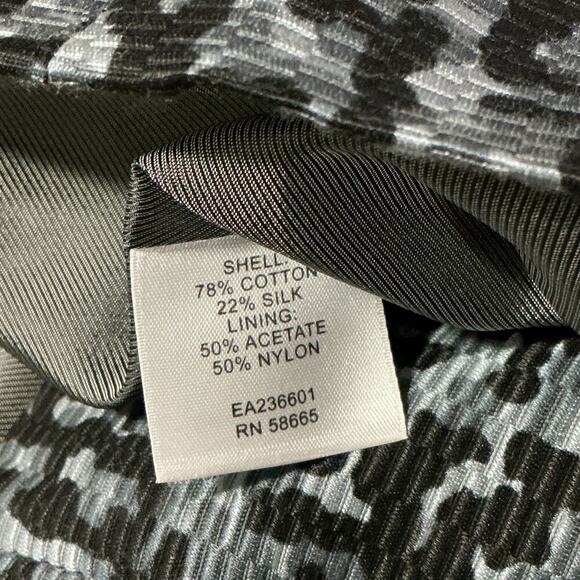 SHELL:
78% COTTON
22% SILK
LINING:
50% ACETATE
50% NYLON
EA236601
RN 58665